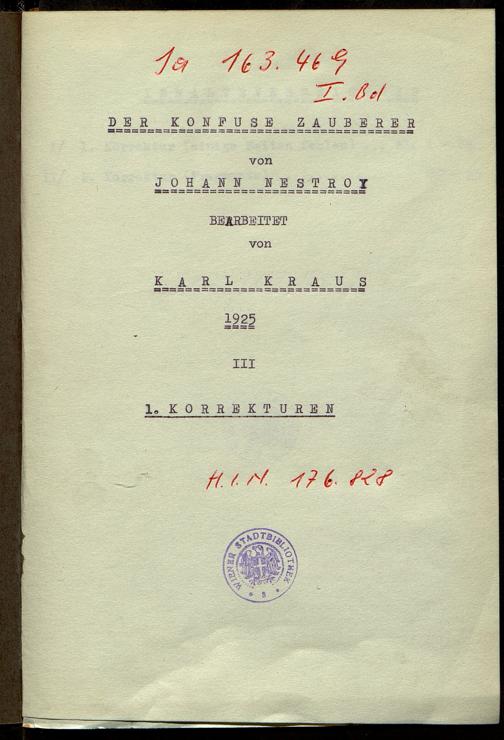 Ja 163.469
I. Bd
DER KONFUSE ZAUBERER
von
JOHANN NESTROY
BEARBEITET
von
KARL KRAUS
1925
III
1. KORREKTUREN
H.I.N. 176.828
WIENER STADTBIBLIOTHEK